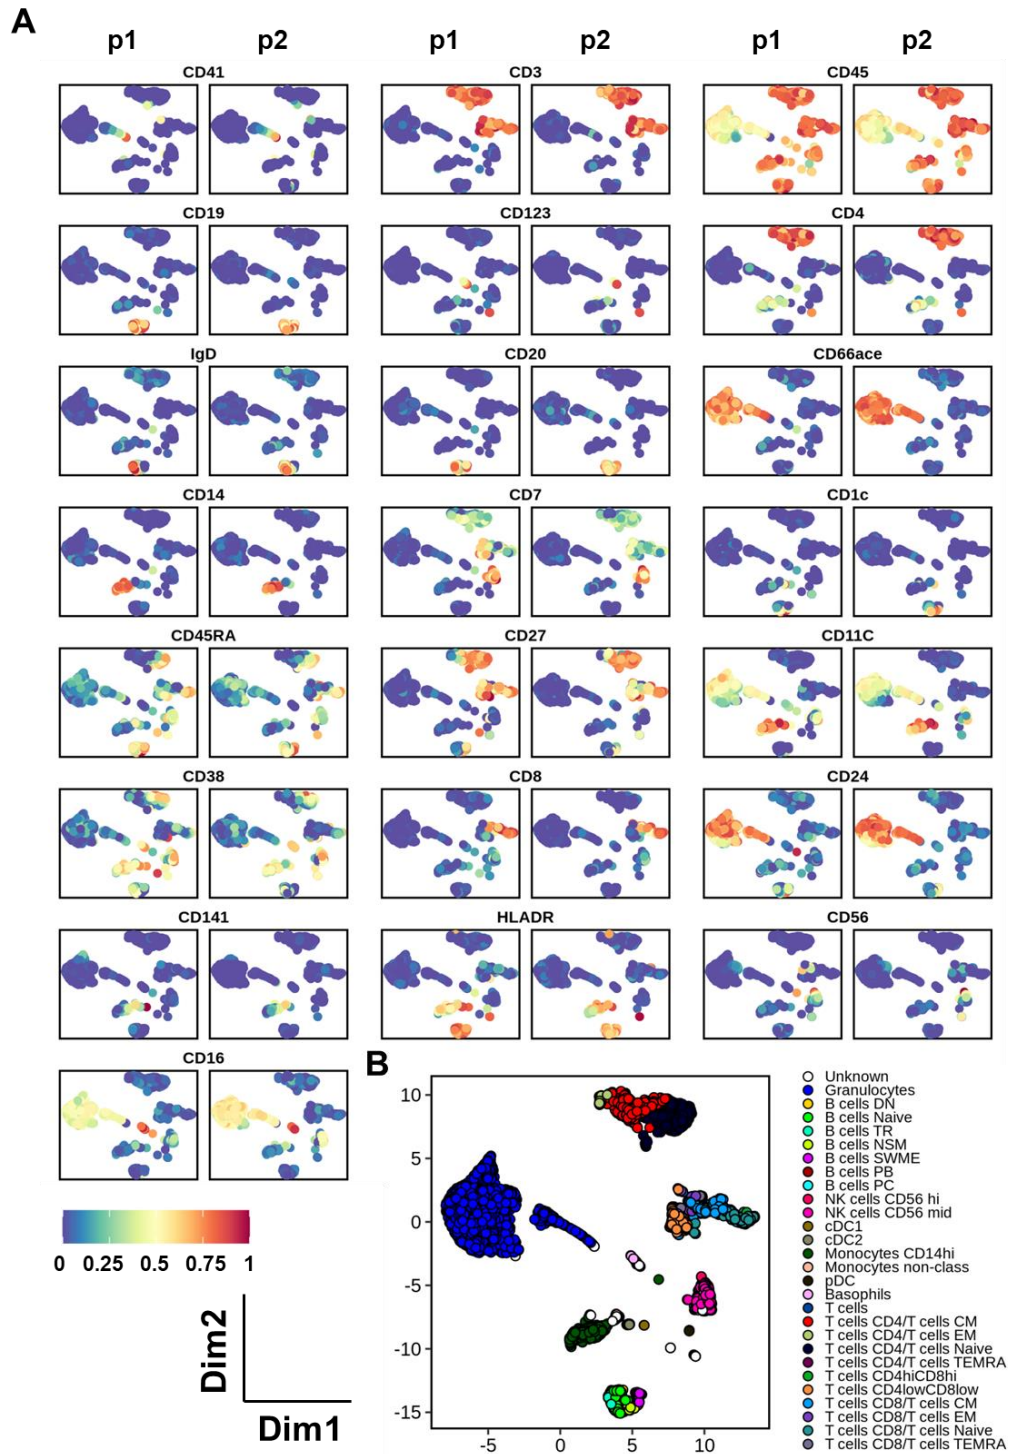 A
p1 p2 p1 p2 p1 p2
CD41 CD3 CD45
CD19 CD123 CD4
IgD CD20 CD66ace
CD14 CD7 CD1c
CD45RA CD27 CD11C
CD38 CD8 CD24
CD141 HLADR CD56
CD16
0 0.25 0.5 0.75 1
Dim2
Dim1
B
10
5
0
-5
-10
-15
-5 0 5 10
Unknown
Granulocytes
B cells DN
B cells Naive
B cells TR
B cells NSM
B cells SWME
B cells PB
B cells PC
NK cells CD56 hi
NK cells CD56 mid
cDC1
cDC2
Monocytes CD14hi
Monocytes non-class
pDC
Basophils
T cells
T cells CD4/T cells CM
T cells CD4/T cells EM
T cells CD4/T cells Naive
T cells CD4/T cells TEMRA
T cells CD4hiCD8hi
T cells CD4lowCD8low
T cells CD8/T cells CM
T cells CD8/T cells EM
T cells CD8/T cells Naive
T cells CD8/T cells TEMRA